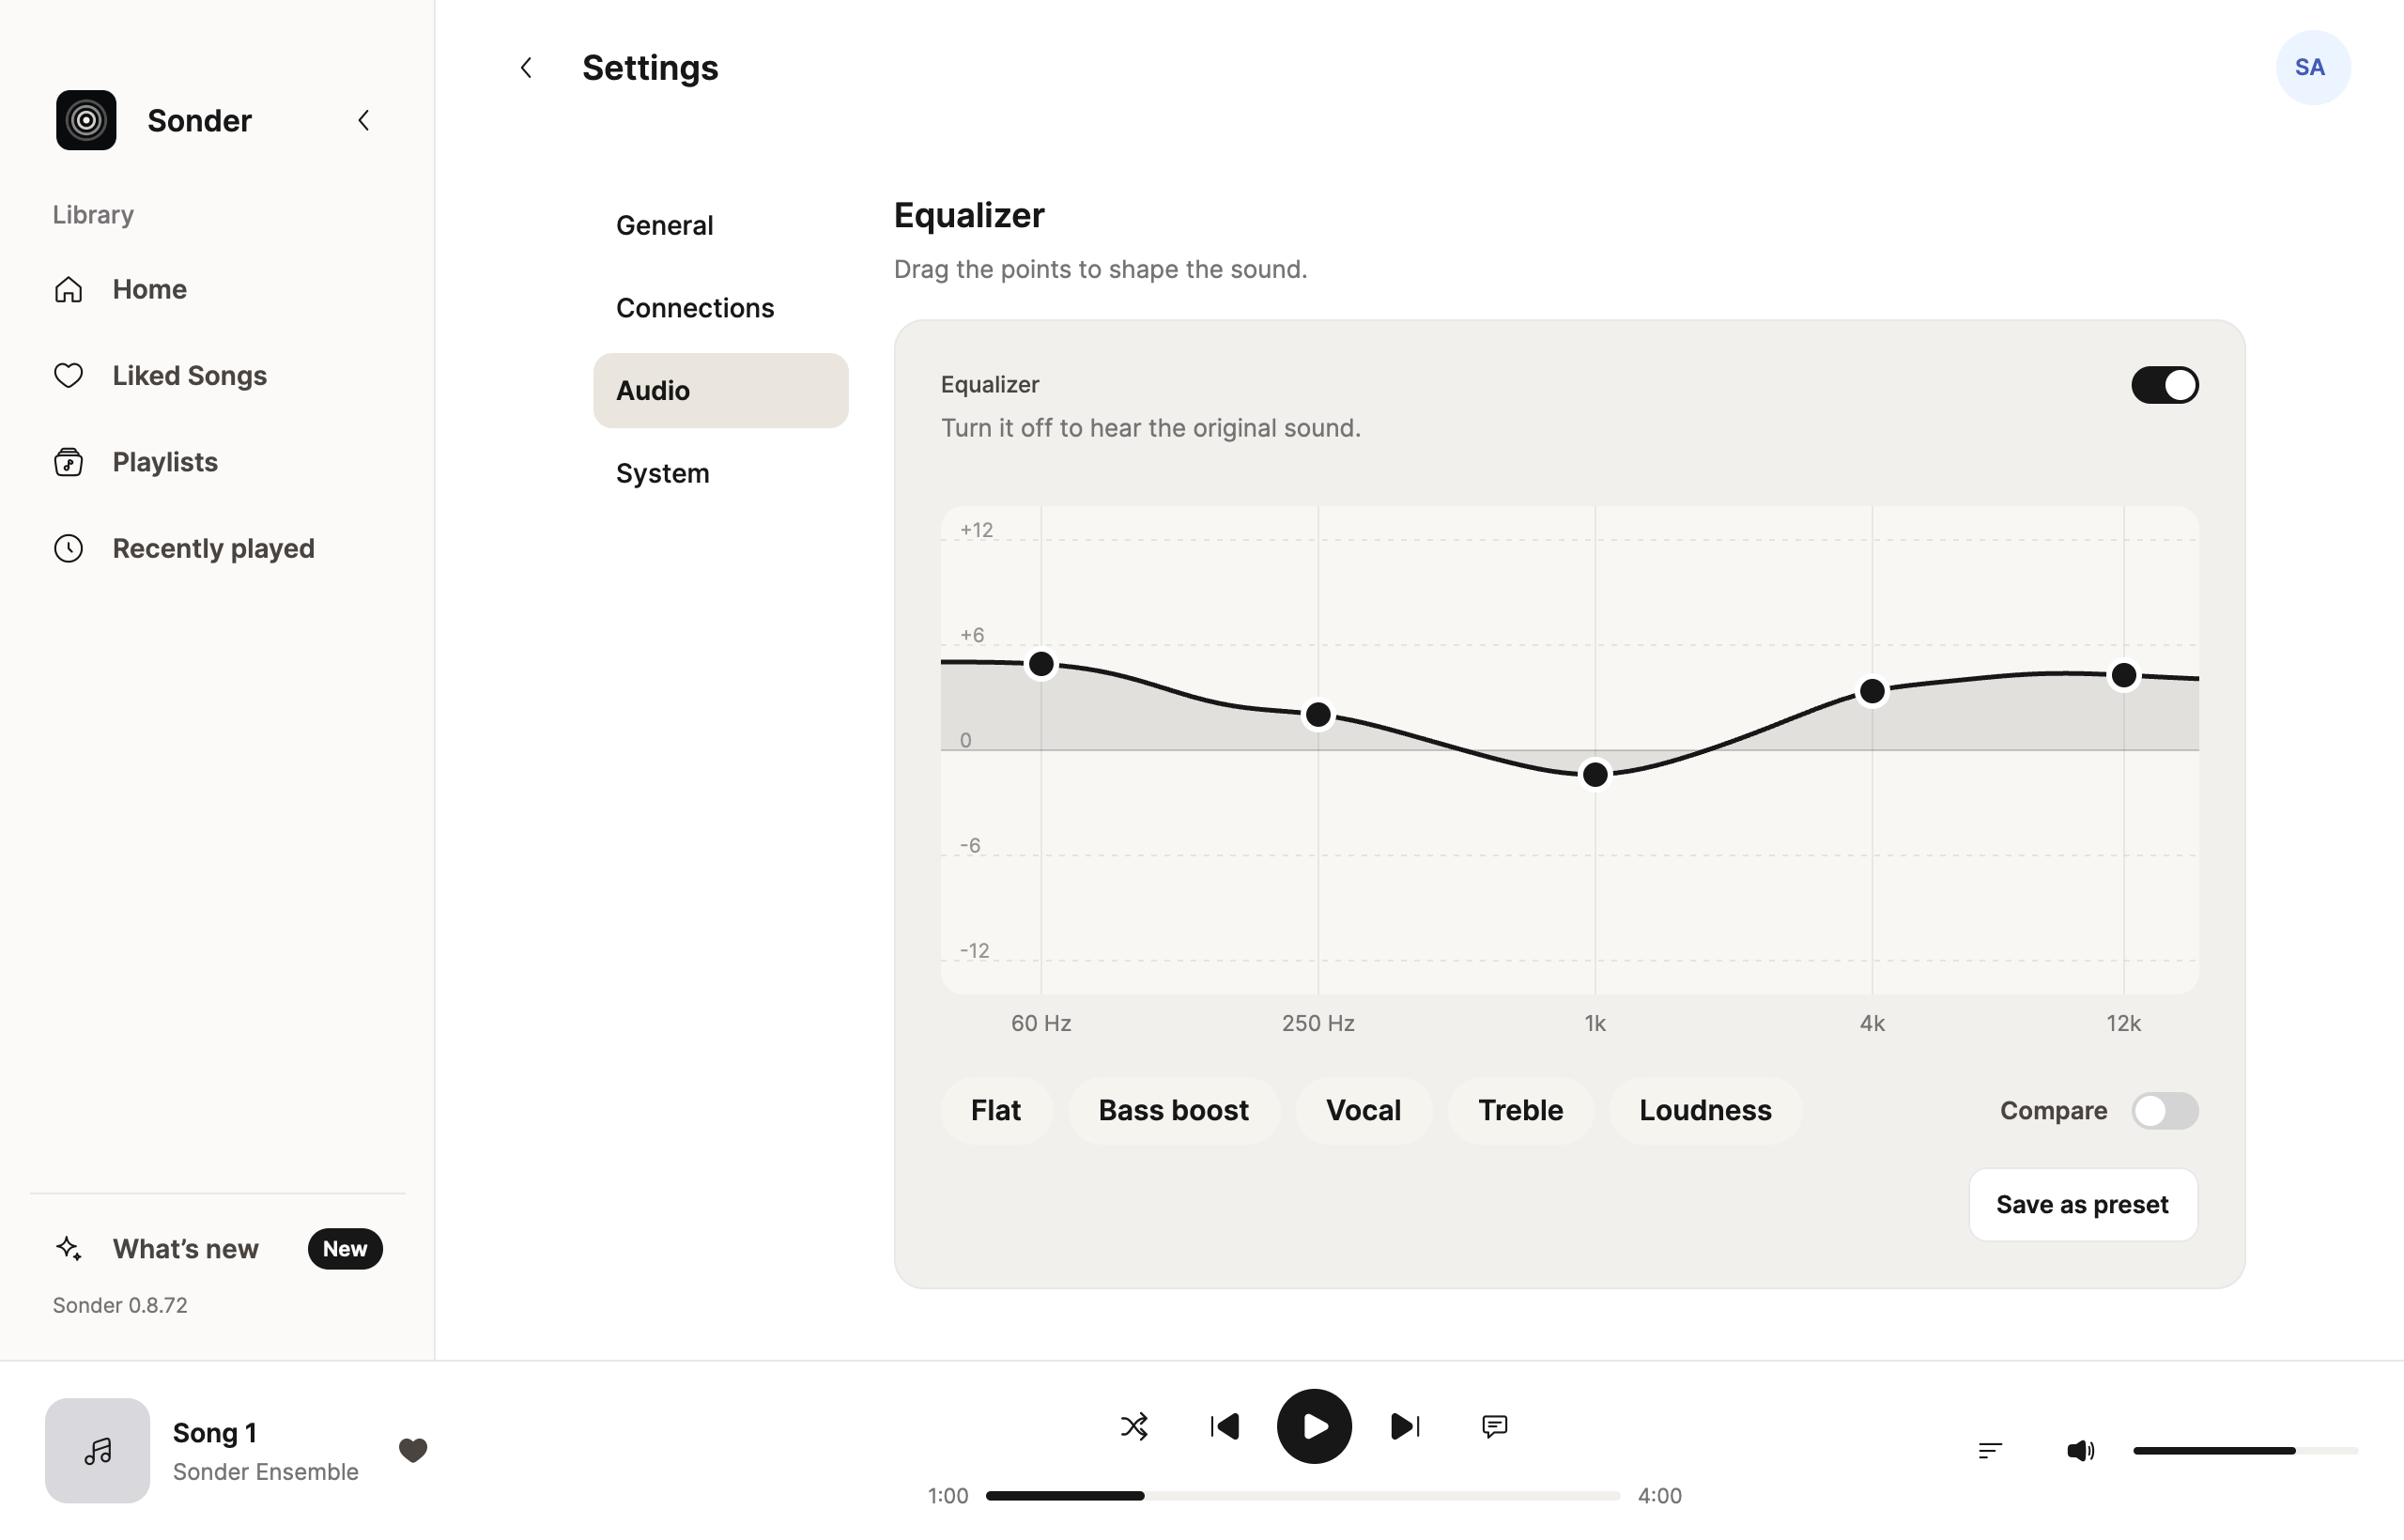 Sonder
Library
Home
Liked Songs
Playlists
Recently played
What’s new
New
Sonder 0.8.72
Settings
SA
General
Connections
Audio
System
Equalizer
Drag the points to shape the sound.
Equalizer
Turn it off to hear the original sound.
+12
+6
0
-6
-12
60 Hz
250 Hz
1k
4k
12k
Flat
Bass boost
Vocal
Treble
Loudness
Compare
Save as preset
Song 1
Sonder Ensemble
1:00
4:00